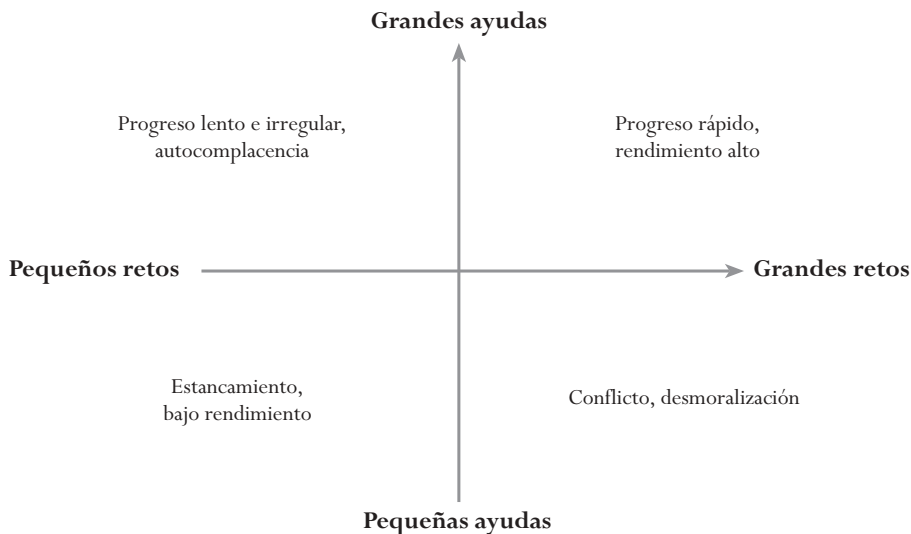 Grandes ayudas
Progreso lento e irregular,
autocomplacencia
Progreso rápido,
rendimiento alto
Pequeños retos
Grandes retos
Estancamiento,
bajo rendimiento
Conflicto, desmoralización
Pequeñas ayudas